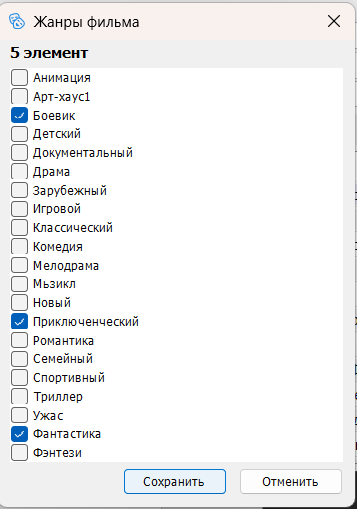 Жанры фильма
5 элемент
Анимация
Арт-хаус1
Боевик
Детский
Документальный
Драма
Зарубежный
Игровой
Классический
Комедия
Мелодрама
Мьзикл
Новый
Приключенческий
Романтика
Семейный
Спортивный
Триллер
Ужас
Фантастика
Фэнтези
Сохранить Отменить